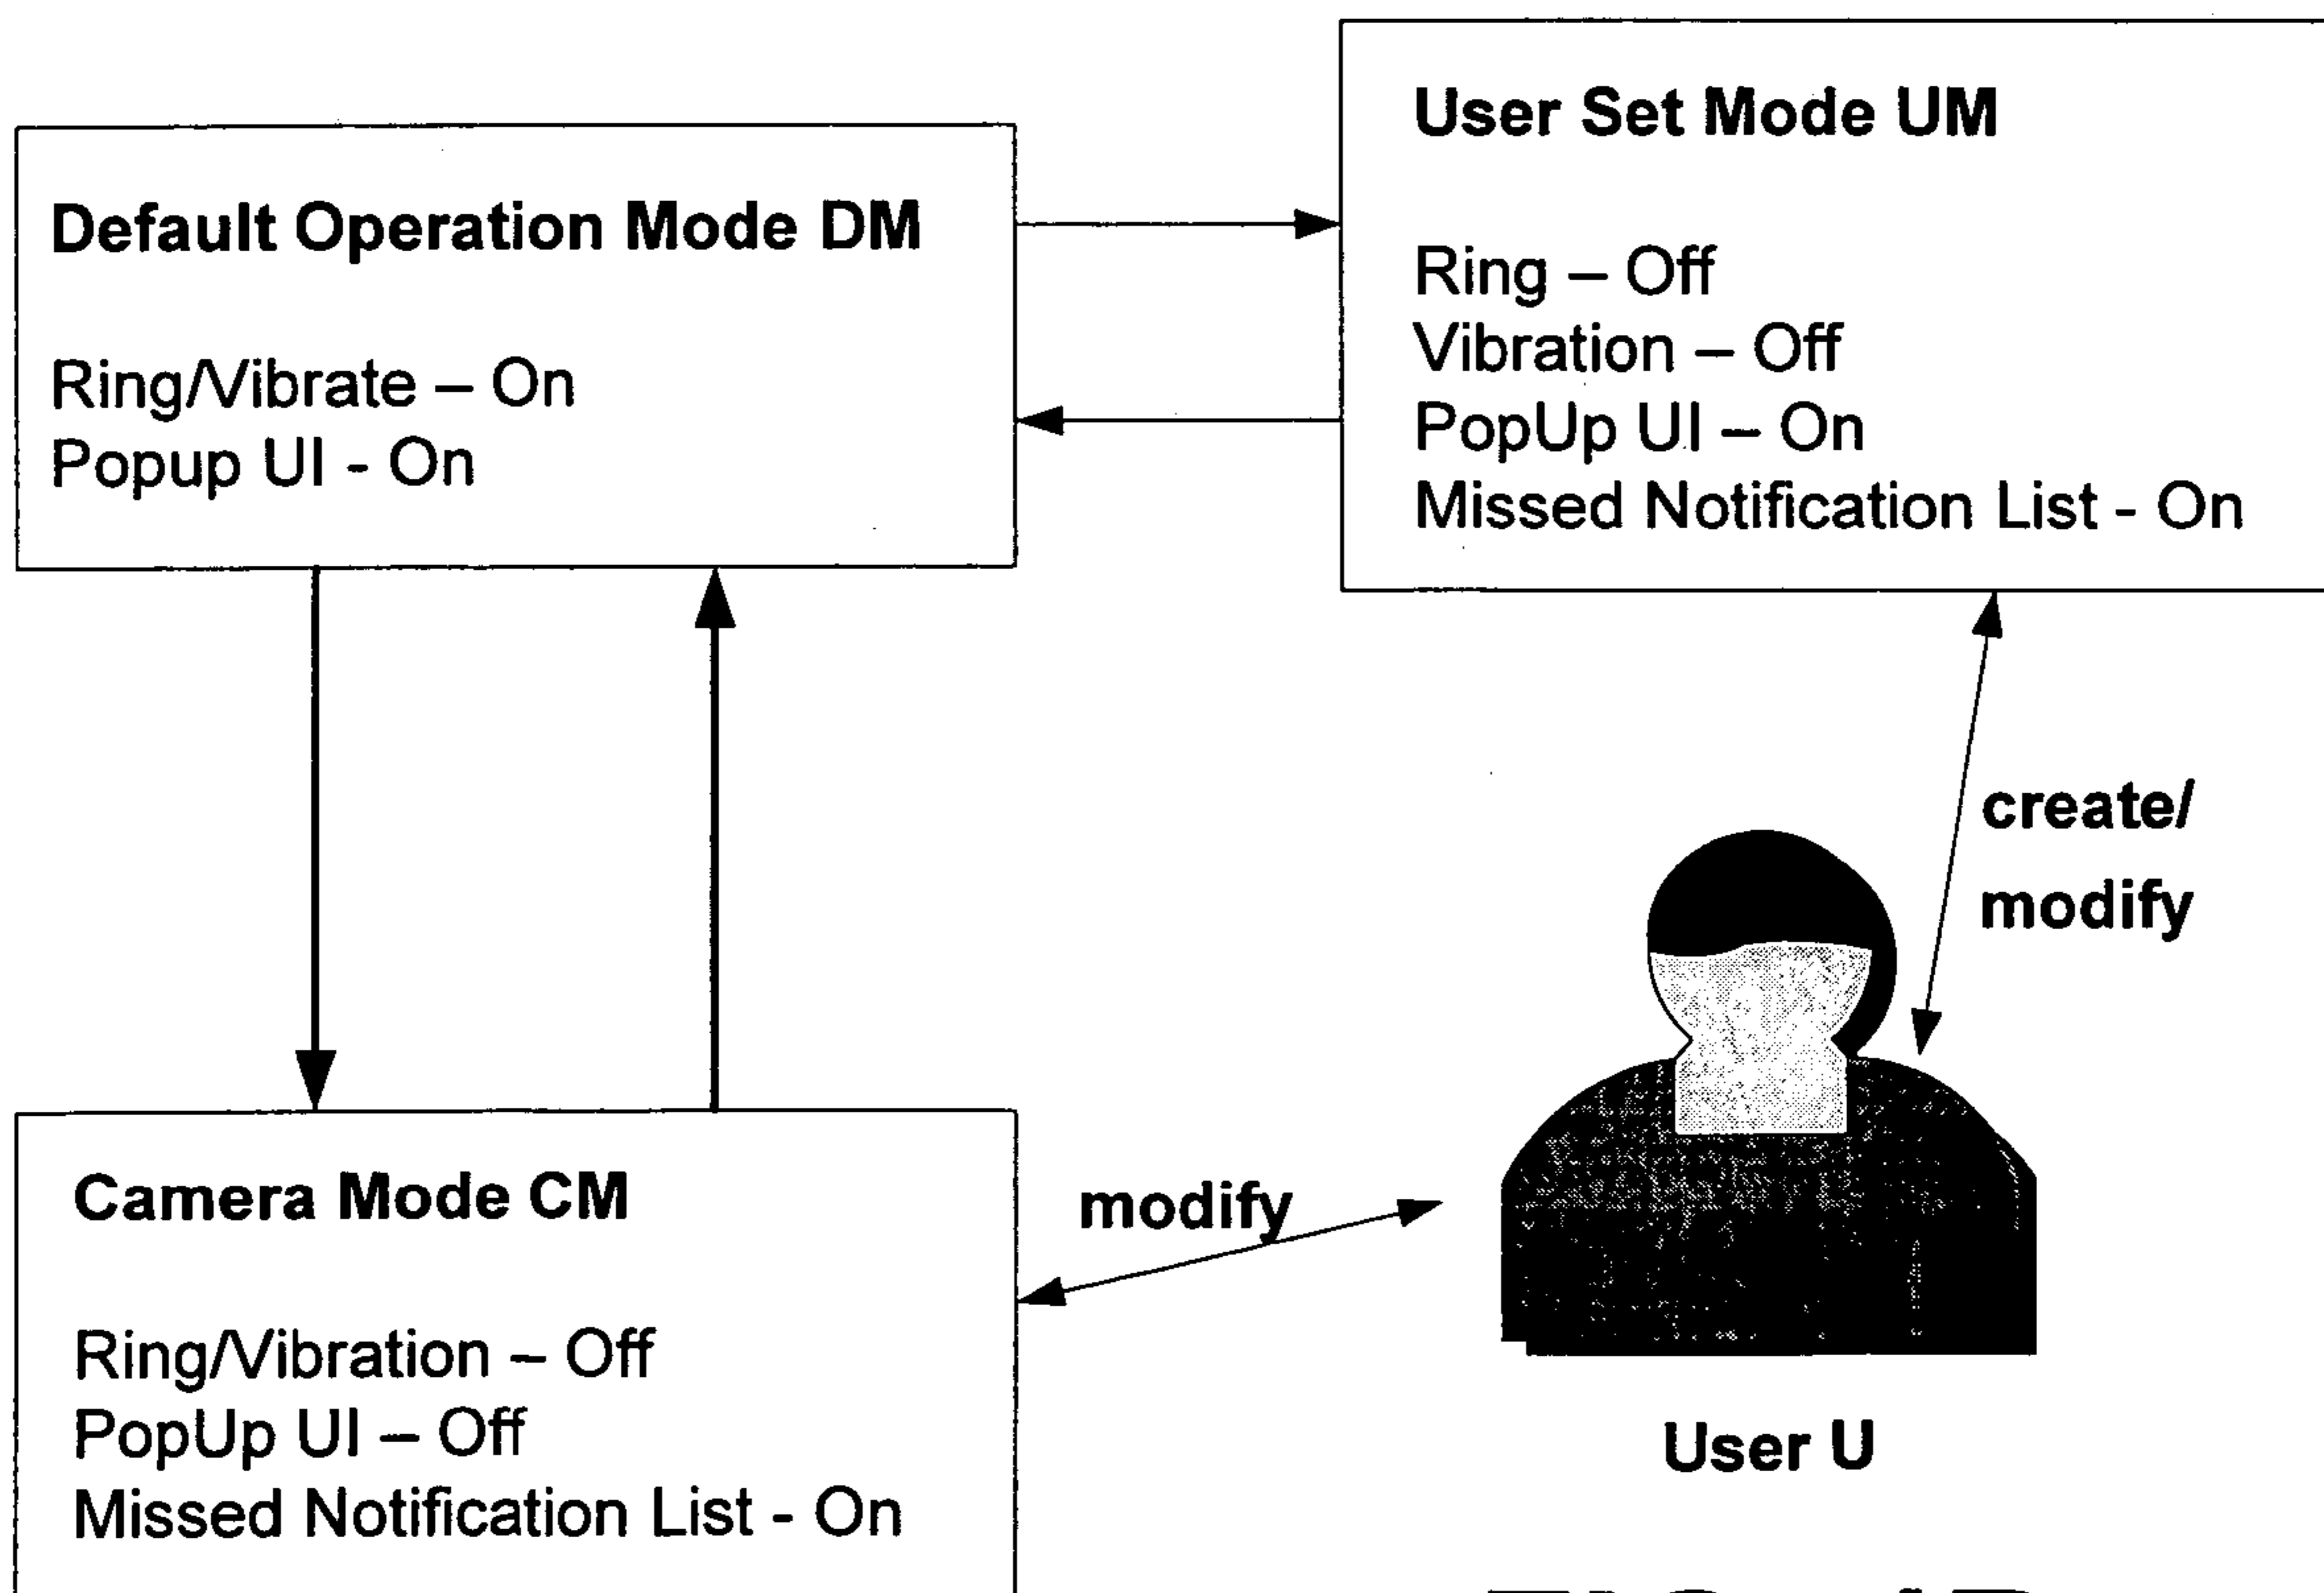 Default Operation Mode DM
Ring/Vibrate – On
Popup UI - On
User Set Mode UM
Ring – Off
Vibration – Off
PopUp UI – On
Missed Notification List - On
create/
modify
modify
Camera Mode CM
Ring/Vibration – Off
PopUp UI – Off
Missed Notification List - On
User U